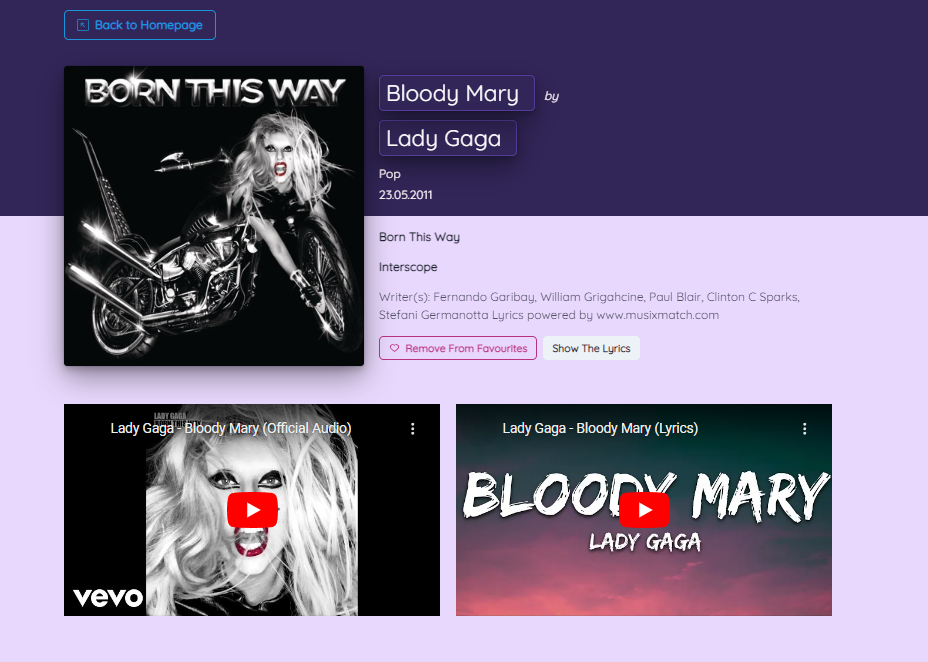 Back to Homepage
BORN THIS WAY
Bloody Mary by
Lady Gaga
Pop
23.05.2011
Born This Way
Interscope
Writer(s): Fernando Garibay, William Grigahcine, Paul Blair, Clinton C Sparks,
Stefani Germanotta Lyrics powered by www.musixmatch.com
Remove From Favourites
Show The Lyrics
LADY GAGA
Lady Gaga - Bloody Mary (Official Audio)
vevo
Lady Gaga - Bloody Mary (Lyrics)
BLOODY MARY
LADY GAGA